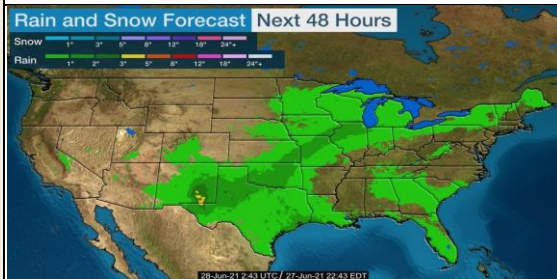 Rain and Snow Forecast Next 48 Hours
Snow
1" 3" 5" 8" 12" 18" 24"+
Rain
1" 2" 3" 5" 8" 12" 18" 24"+
28-Jun-21 2:43 UTC / 27-Jun-21 22:43 EDT